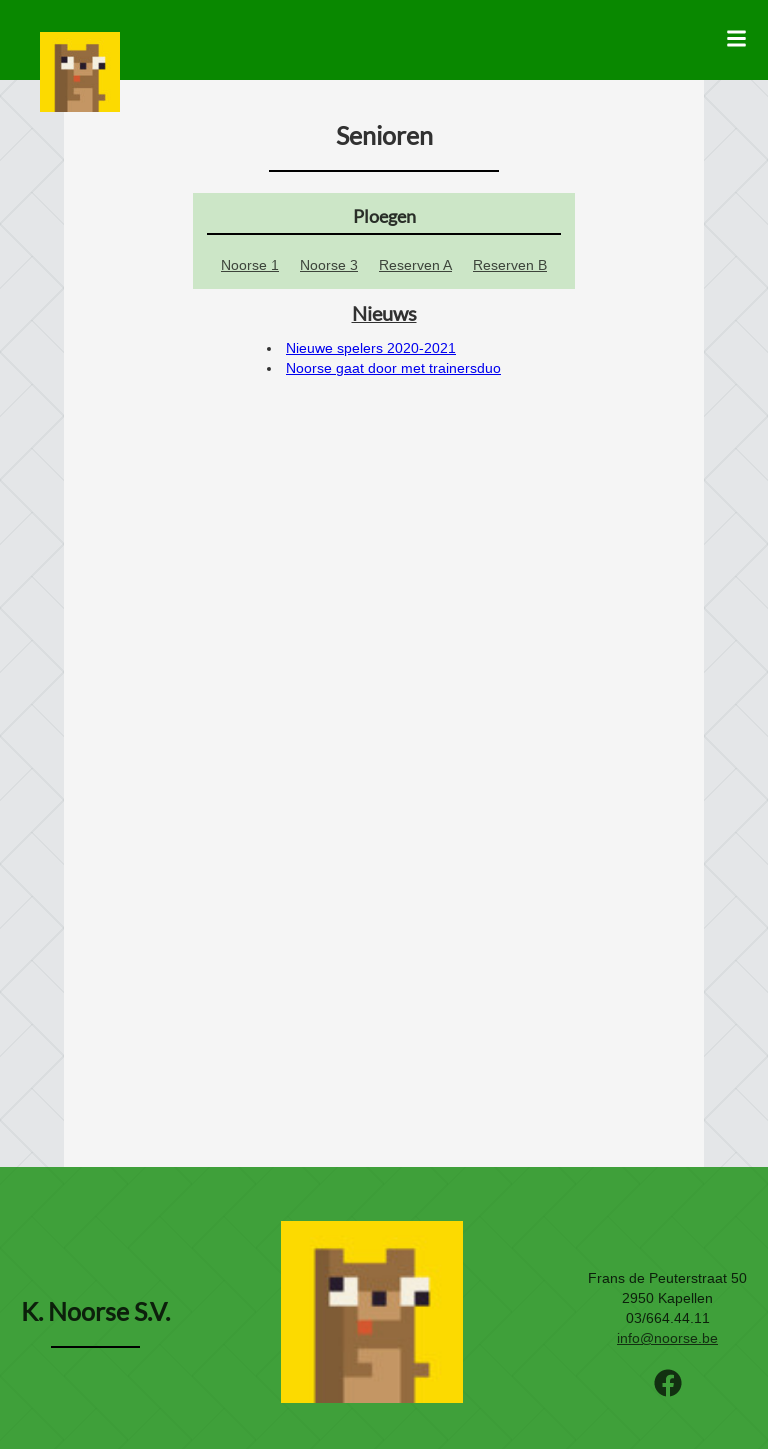 Senioren
Ploegen
Noorse 1 Noorse 3 Reserven A Reserven B
Nieuws
Nieuwe spelers 2020-2021
Noorse gaat door met trainersduo
K. Noorse S.V.
Frans de Peuterstraat 50
2950 Kapellen
03/664.44.11
info@noorse.be